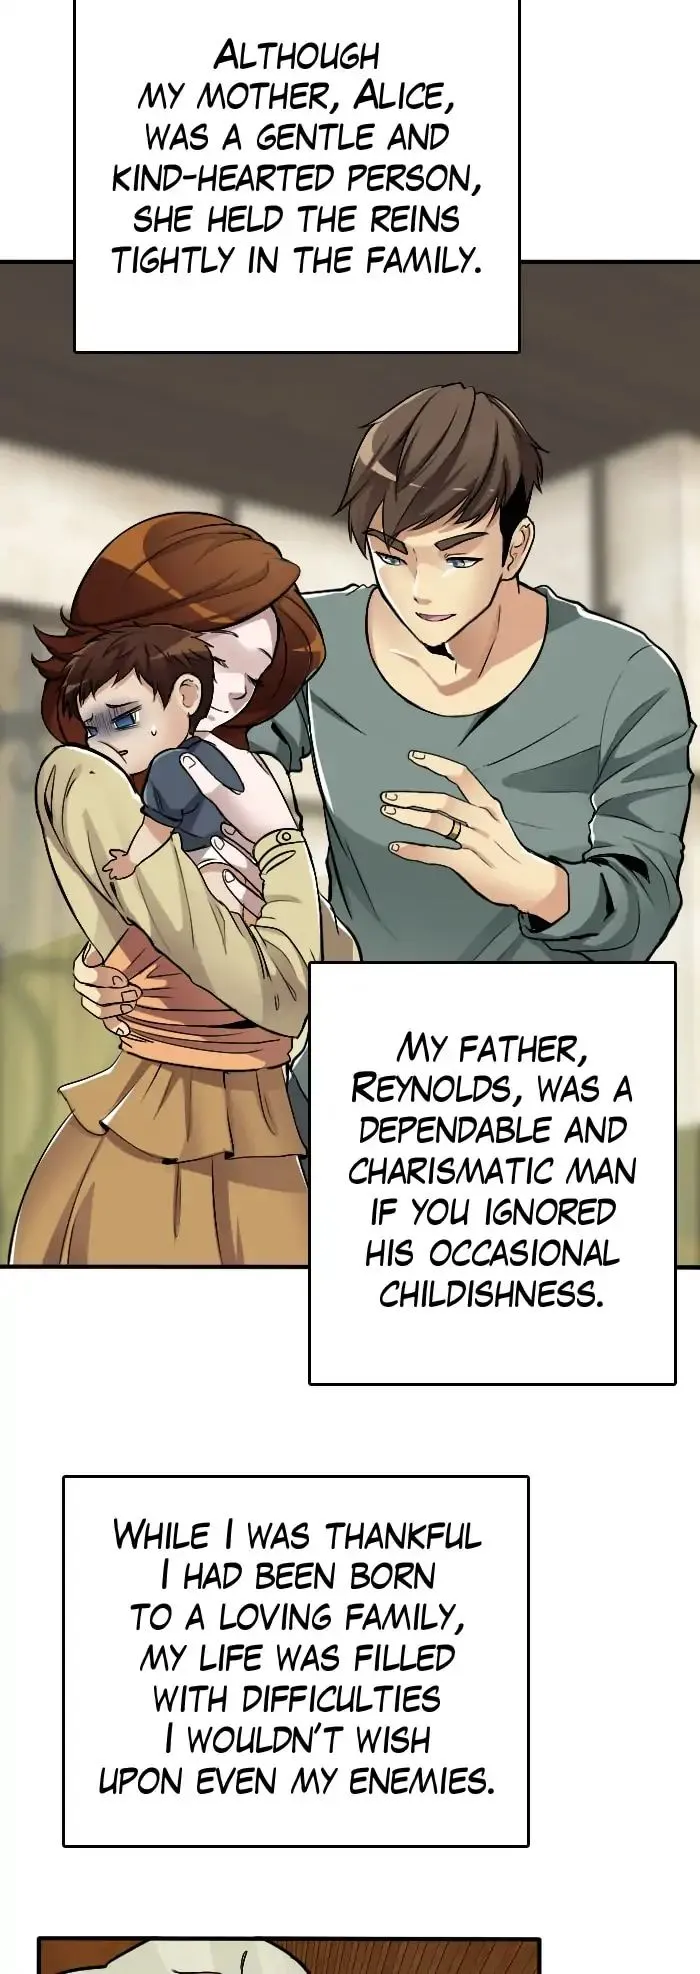 ALTHOUGH
MY MOTHER, ALICE,
WAS A GENTLE AND
KIND-HEARTED PERSON,
SHE HELD THE REINS
TIGHTLY IN THE FAMILY.
MY FATHER,
REYNOLDS, WAS A
DEPENDABLE AND
CHARISMATIC MAN
IF YOU IGNORED
HIS OCCASIONAL
CHILDISHNESS.
WHILE I WAS THANKFUL
I HAD BEEN BORN
TO A LOVING FAMILY,
MY LIFE WAS FILLED
WITH DIFFICULTIES
I WOULDN'T WISH
UPON EVEN MY ENEMIES.